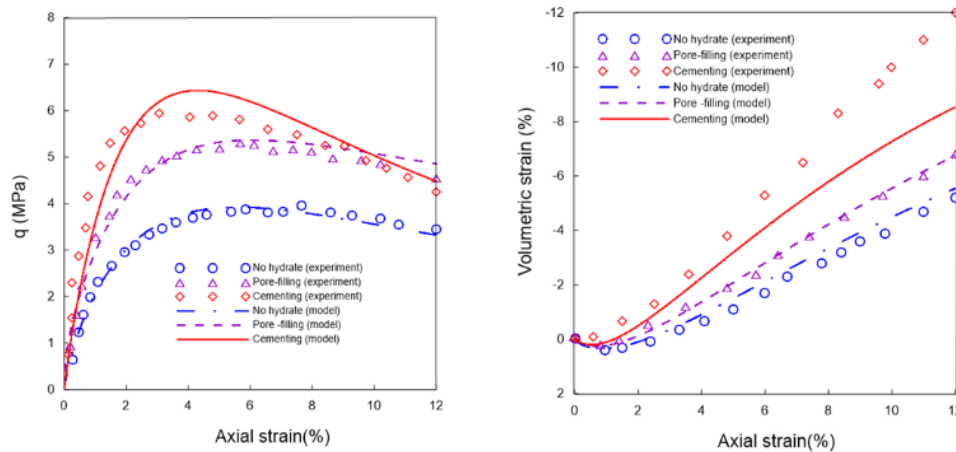 8
7
6
5
4
3
2
1
0
q (MPa)
No hydrate (experiment)
Pore-filling (experiment)
Cementing (experiment)
No hydrate (model)
Pore -filling (model)
Cementing (model)
0 2 4 6 8 10 12
Axial strain(%)
-12
-10
-8
-6
-4
-2
0
2
Volumetric strain (%)
No hydrate (experiment)
Pore-filling (experiment)
Cementing (experiment)
No hydrate (model)
Pore -filling (model)
Cementing (model)
0 2 4 6 8 10 12
Axial strain(%)